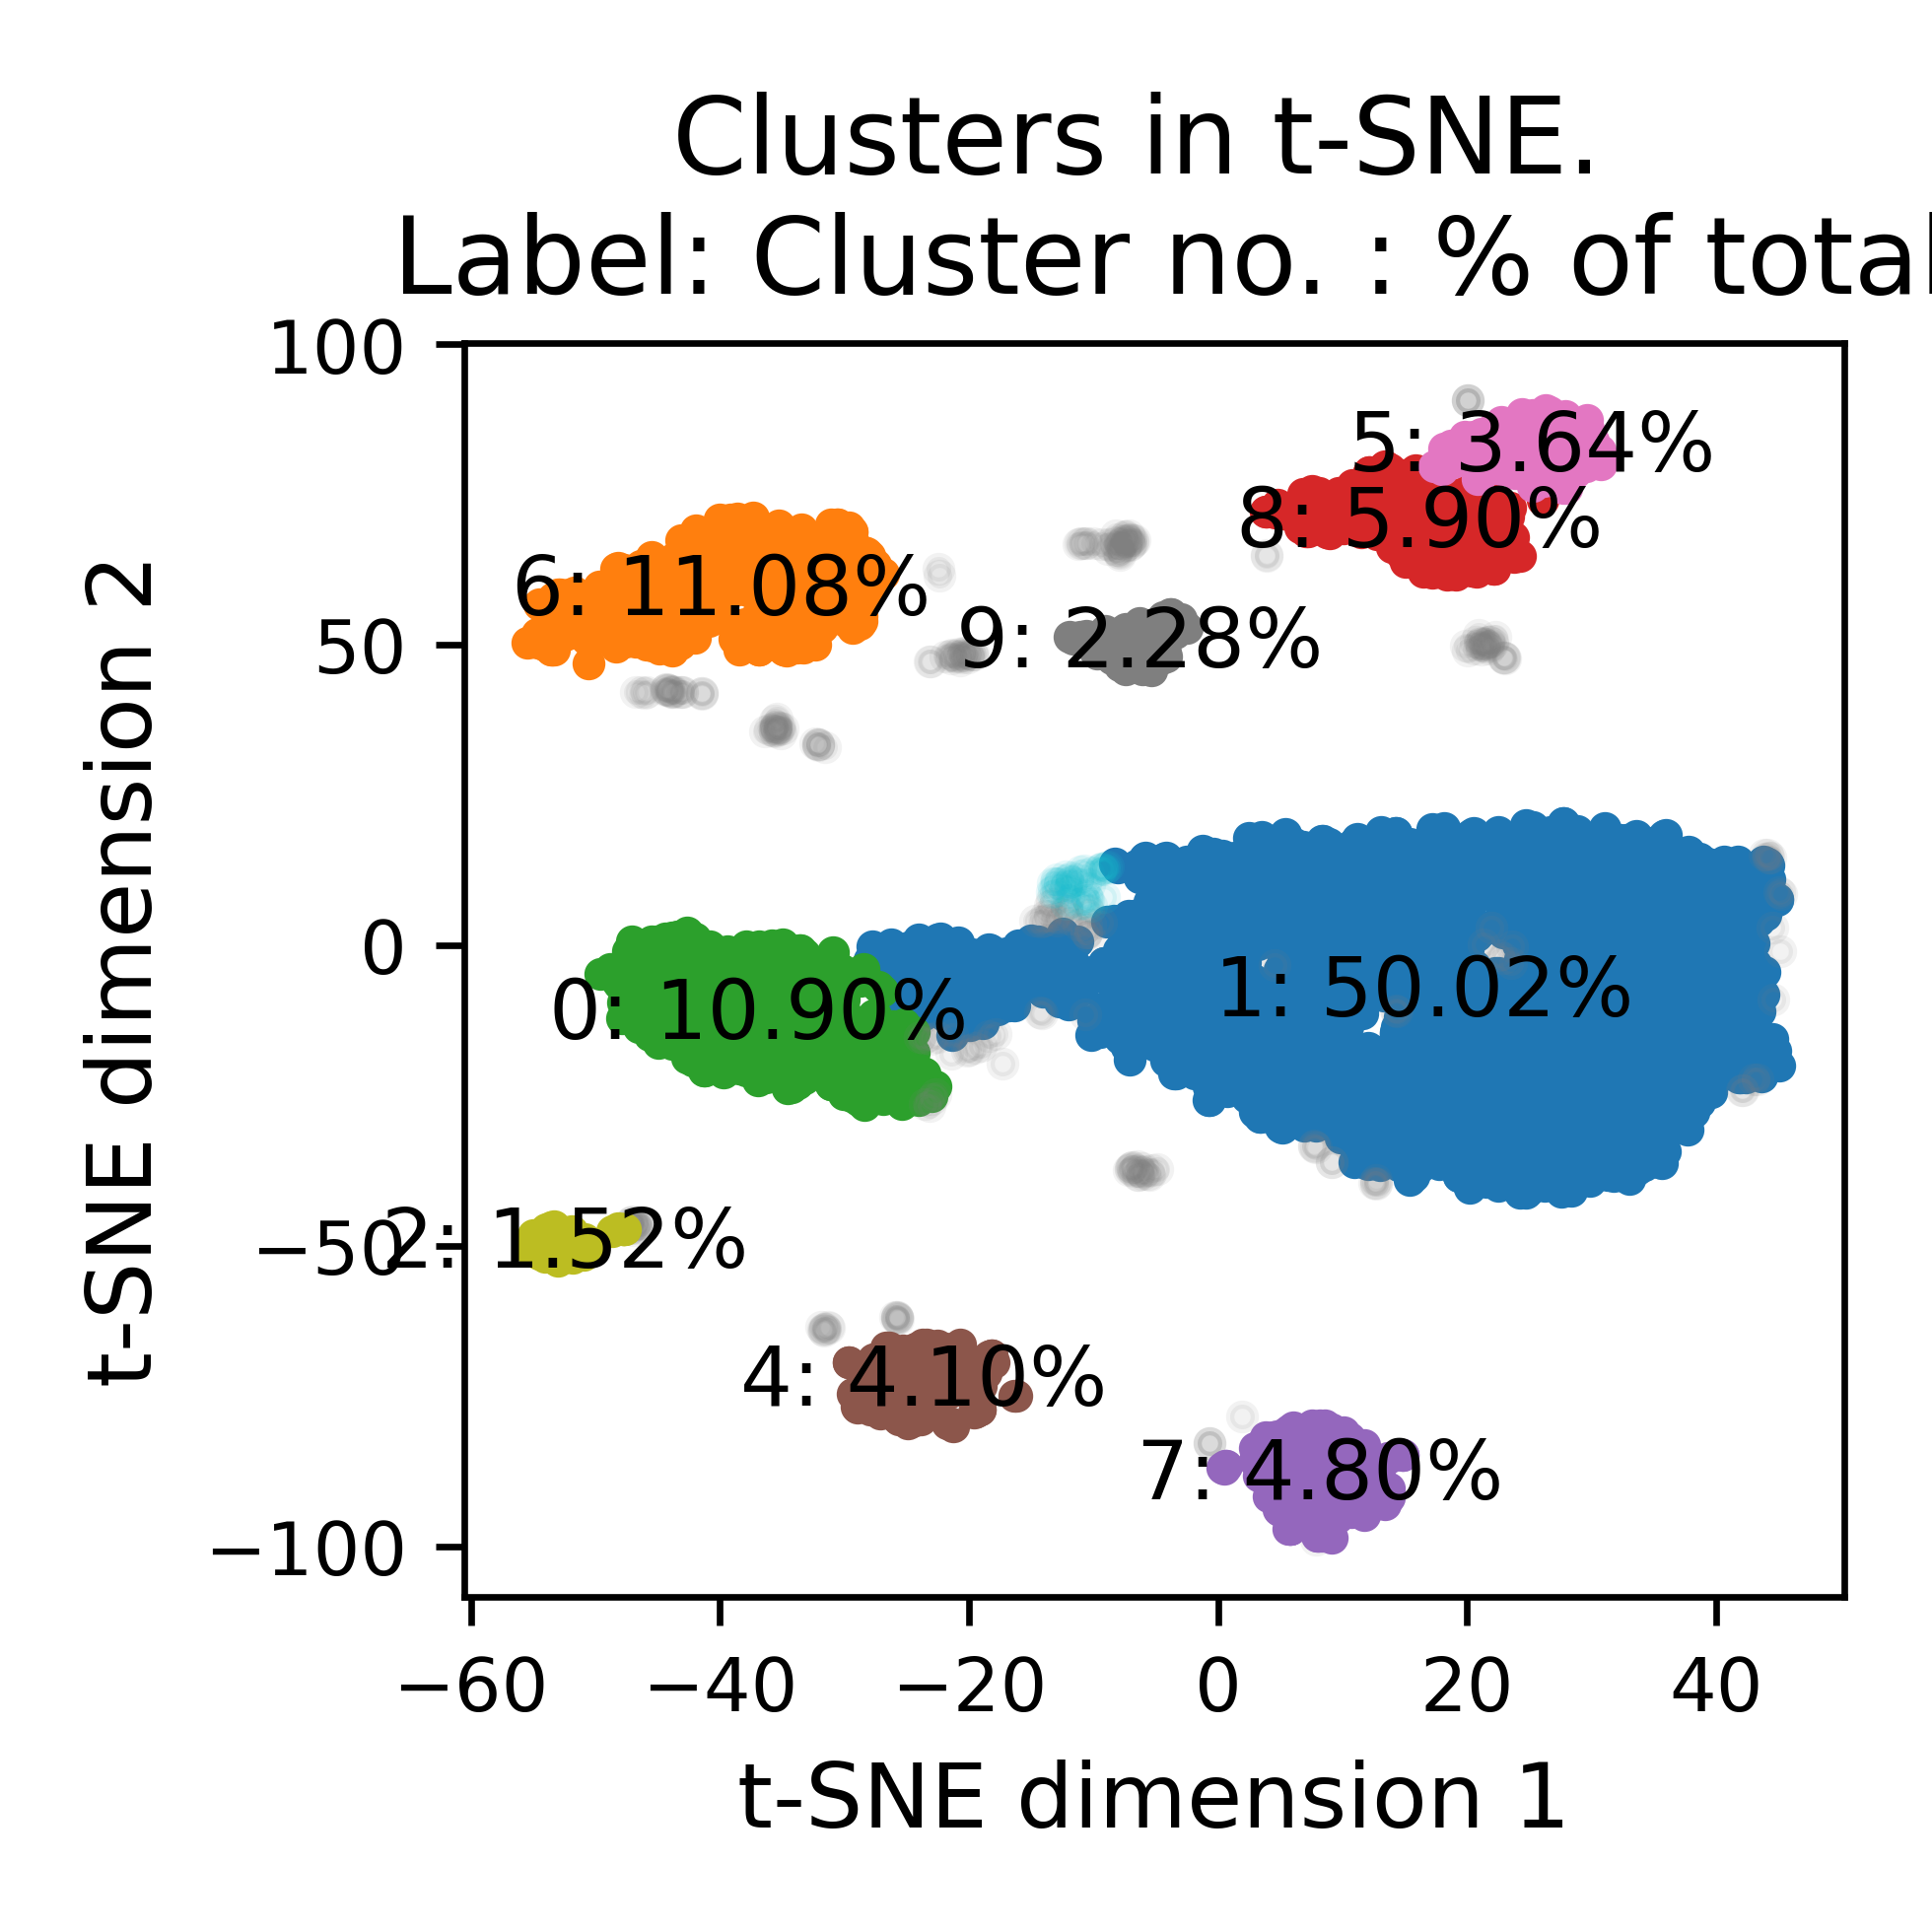 Clusters in t-SNE.
Label: Cluster no. : % of total
100
50
0
−50
−100
t-SNE dimension 2
5: 3.64%
8: 5.90%
6: 11.08%
9: 2.28%
1: 50.02%
0: 10.90%
2: 1.52%
4: 4.10%
7: 4.80%
−60 −40 −20 0 20 40
t-SNE dimension 1